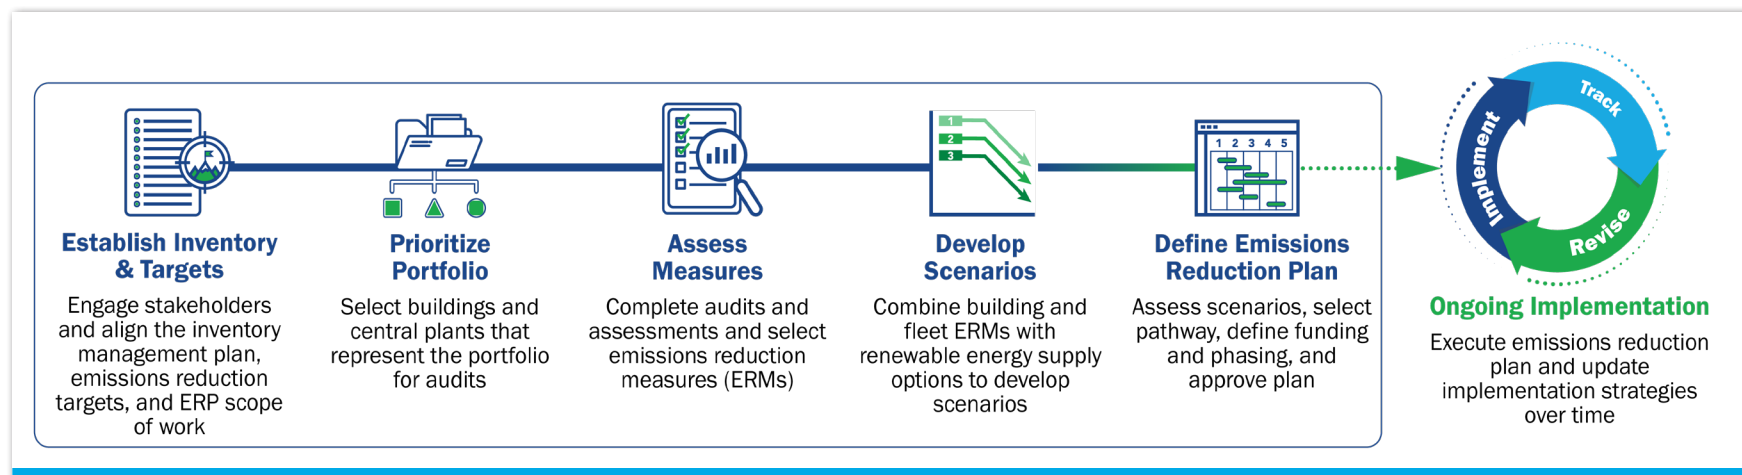 Establish Inventory
& Targets
Engage stakeholders
and align the inventory
management plan,
emissions reduction
targets, and ERP scope
of work
Prioritize
Portfolio
Select buildings and
central plants that
represent the portfolio
for audits
Assess
Measures
Complete audits and
assessments and select
emissions reduction
measures (ERMs)
1
2
3
Develop
Scenarios
Combine building and
fleet ERMs with
renewable energy supply
options to develop
scenarios
1 2 3 4 5
Define Emissions
Reduction Plan
Assess scenarios, select
pathway, define funding
and phasing, and
approve plan
Implement
Track
Revise
Ongoing Implementation
Execute emissions reduction
plan and update
implementation strategies
over time